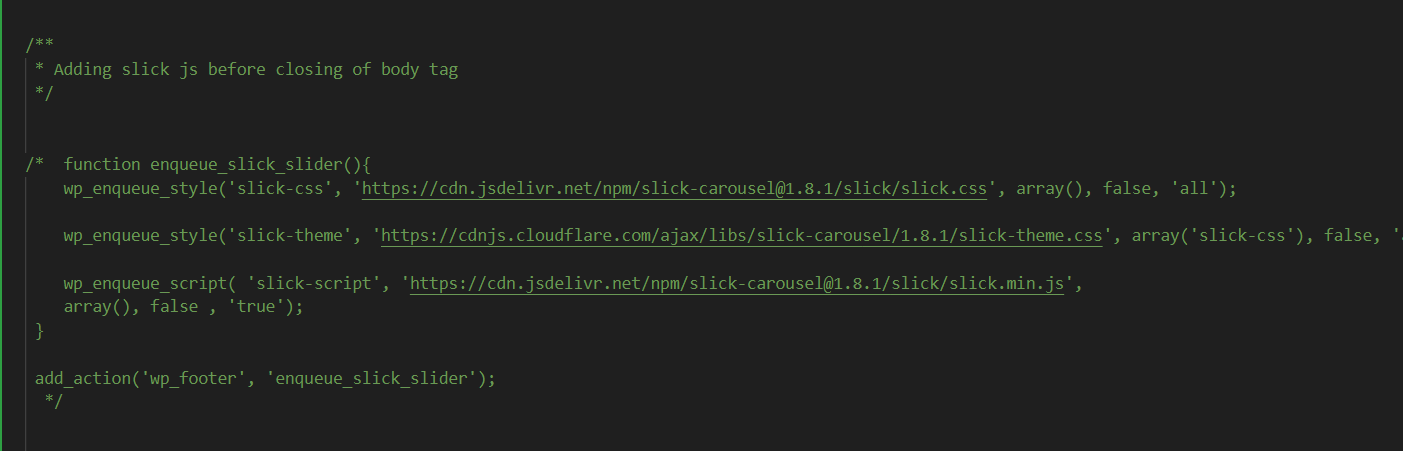 /**
* Adding slick js before closing of body tag
*/
/*  function enqueue_slick_slider(){
wp_enqueue_style('slick-css', 'https://cdn.jsdelivr.net/npm/slick-carousel@1.8.1/slick/slick.css', array(), false, 'all');
wp_enqueue_style('slick-theme', 'https://cdnjs.cloudflare.com/ajax/libs/slick-carousel/1.8.1/slick-theme.css', array('slick-css'), false, '
wp_enqueue_script( 'slick-script', 'https://cdn.jsdelivr.net/npm/slick-carousel@1.8.1/slick/slick.min.js',
array(), false , 'true');
}
add_action('wp_footer', 'enqueue_slick_slider');
*/